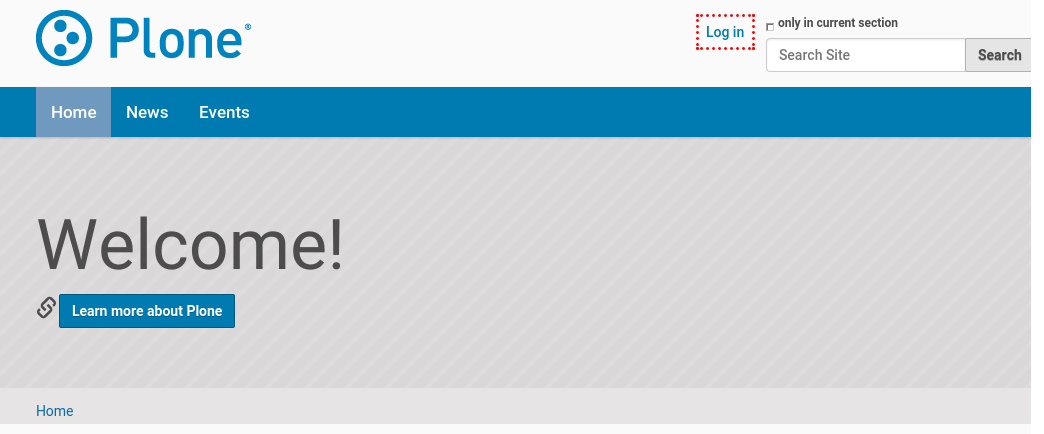 Plone®
Log in
only in current section
Search Site
Search
Home
News
Events
Welcome!
Learn more about Plone
Home